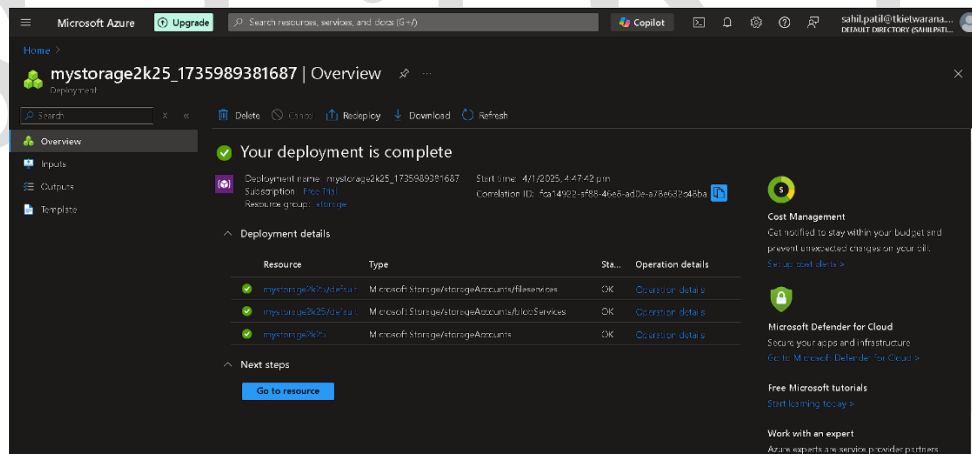 Microsoft Azure
Upgrade
Search resources, services, and docs (G+/)
Copilot
sahil.patil@tkietwarana...
DEFAULT DIRECTORY (SAHILPATI...
Home >
mystorage2k25_1735989381687 | Overview
Deployment
Search
Delete Cancel Redeploy Download Refresh
Overview
Inputs
Outputs
Template
Your deployment is complete
Deployment name: mystorage2k25_1735989381687
Subscription: Free Trial
Resource group: storage
Start time: 4/1/2025, 4:47:42 pm
Correlation ID: fca14922-sf88-46e8-ad0e-a78e632c48ba
Deployment details
Resource Type Sta... Operation details
mystorage2k25/default Microsoft.Storage/storageAccounts/fileservices OK Operation details
mystorage2k25/default Microsoft.Storage/storageAccounts/blobServices OK Operation details
mystorage2k25 Microsoft.Storage/storageAccounts OK Operation details
Next steps
Go to resource
Cost Management
Get notified to stay within your budget and
prevent unexpected charges on your bill.
Set up cost alerts >
Microsoft Defender for Cloud
Secure your apps and infrastructure
Go to Microsoft Defender for Cloud >
Free Microsoft tutorials
Start learning today >
Work with an expert
Azure experts are service provider partners